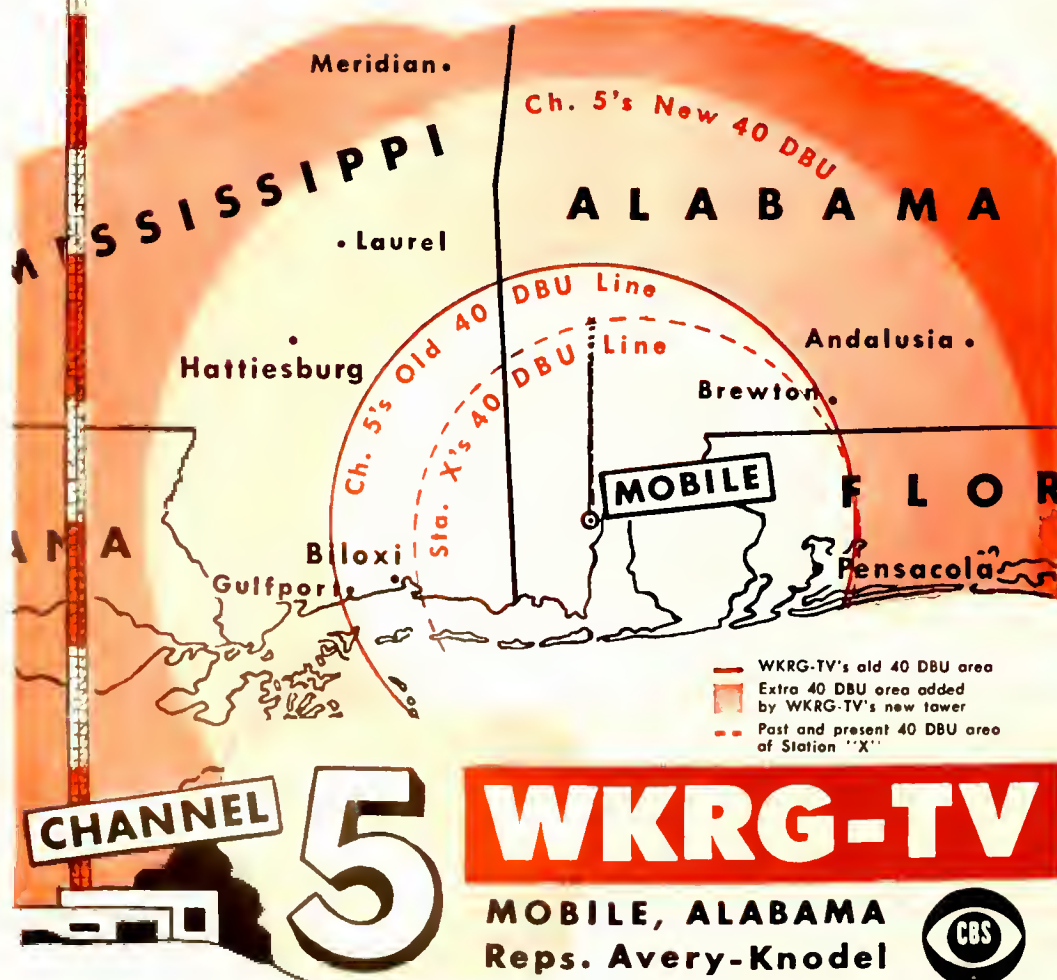 Meridian
Ch. 5's New 40 DBU
MISSISSIPPI
ALABAMA
Laurel
Ch. 5's Old 40 DBU Line
Sta. X's 40 DBU Line
Andalusia
Hattiesburg
Brewton
MOBILE
FLOR
ANA
Biloxi
Gulfport
Pensacola
WKRG-TV's old 40 DBU area
Extra 40 DBU area added
by WKRG-TV's new tower
Past and present 40 DBU area
of Station "X"
CHANNEL 5
WKRG-TV
MOBILE, ALABAMA
Reps. Avery-Knodel
CBS